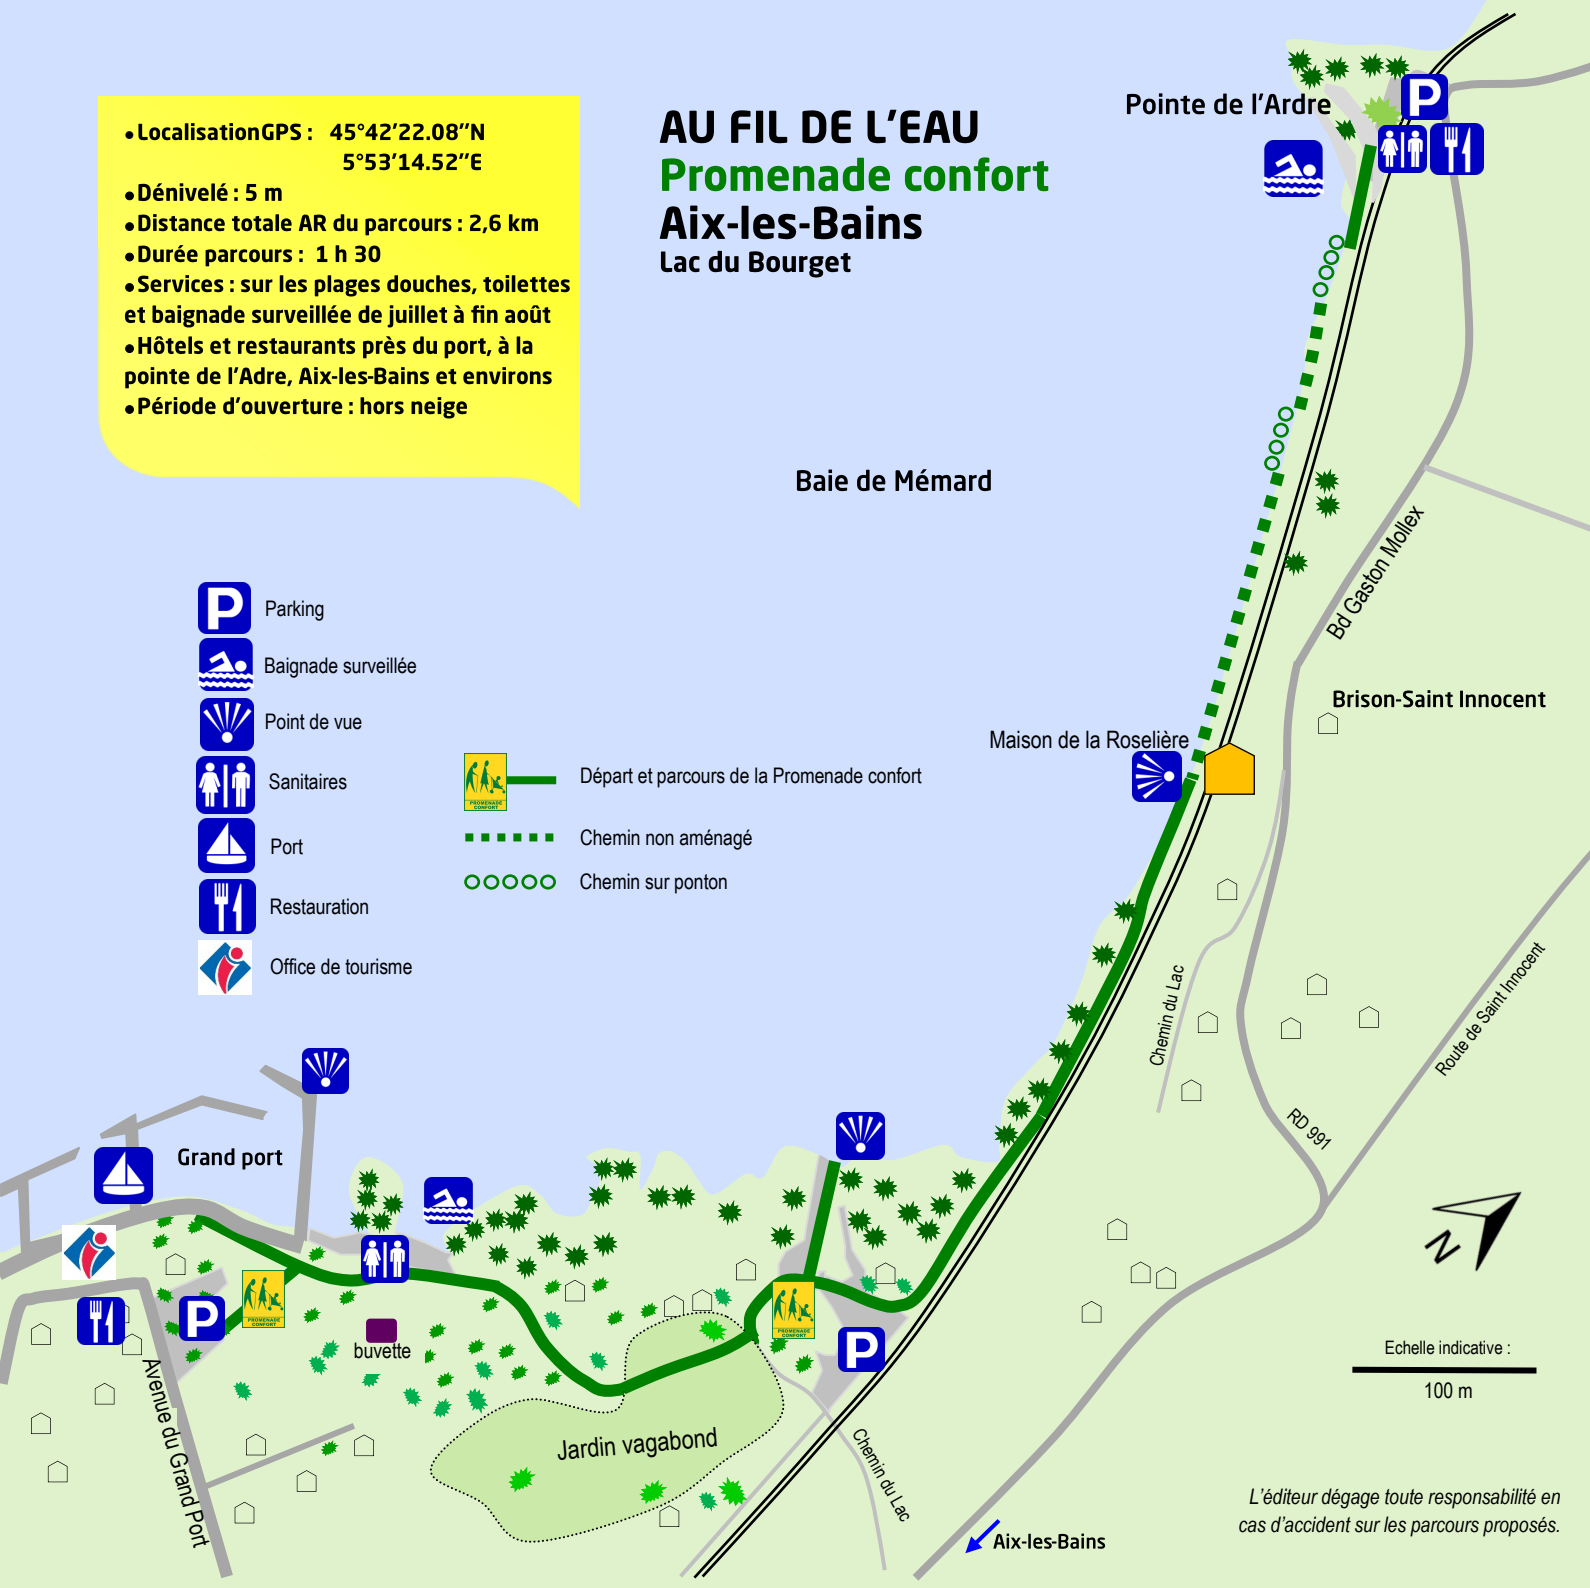 Pointe de l'Ardre
P
• LocalisationGPS : 45°42'22.08"N
5°53'14.52"E
• Dénivelé : 5 m
• Distance totale AR du parcours : 2,6 km
• Durée parcours : 1 h 30
• Services : sur les plages douches, toilettes
et baignade surveillée de juillet à fin août
• Hôtels et restaurants près du port, à la
pointe de l'Adre, Aix-les-Bains et environs
• Période d'ouverture : hors neige
AU FIL DE L'EAU
Promenade confort
Aix-les-Bains
Lac du Bourget
Baie de Mémard
Bd Gaston Mollex
Brison-Saint Innocent
Maison de la Roselière
P Parking
Baignade surveillée
Point de vue
Sanitaires
Port
Restauration
Office de tourisme
PROMENADE
CONFORT
Départ et parcours de la Promenade confort
Chemin non aménagé
Chemin sur ponton
Chemin du Lac
Route de Saint Innocent
RD 991
Grand port
N
P
PROMENADE
CONFORT
buvette
PROMENADE
CONFORT
P
Avenue du Grand Port
Jardin vagabond
Chemin du Lac
Echelle indicative :
100 m
L'éditeur dégage toute responsabilité en
cas d'accident sur les parcours proposés.
Aix-les-Bains